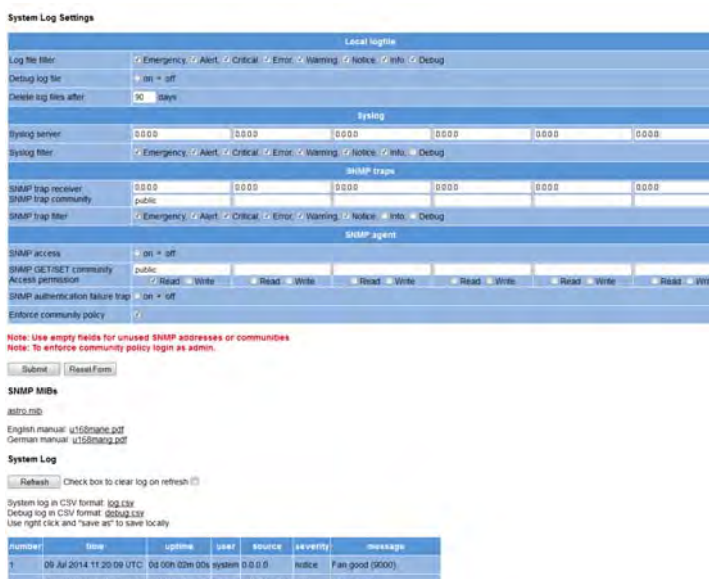 System Log Settings
Local logfile
Log file filter Emergency, Alert, Critical, Error, Warning, Notice, Info, Debug
Debug log file on off
Delete log files after 90 days
Syslog
Syslog server 0.0.0.0 0.0.0.0 0.0.0.0 0.0.0.0 0.0.0.0 0.0.0.0
Syslog filter Emergency, Alert, Critical, Error, Warning, Notice, Info, Debug
SNMP traps
SNMP trap receiver 0.0.0.0 0.0.0.0 0.0.0.0 0.0.0.0 0.0.0.0 0.0.0.0
SNMP trap community public
SNMP trap filter Emergency, Alert, Critical, Error, Warning, Notice, Info, Debug
SNMP agent
SNMP access on off
SNMP GET/SET community public
Access permission Read Write Read Write Read Write Read Write Read Write Read Wri
SNMP authentication failure trap on off
Enforce community policy
Note: Use empty fields for unused SNMP addresses or communities
Note: To enforce community policy login as admin.
Submit Reset Form
SNMP MIBs
astro.mib
English manual: u168mane.pdf
German manual: u168mang.pdf
System Log
Refresh Check box to clear log on refresh
System log in CSV format: log.csv
Debug log in CSV format: debug.csv
Use right click and "save as" to save locally
number time uptime user source severity message
1 09 Jul 2014 11:20:09 UTC 0d 00h 02m 00s system 0.0.0.0 notice Fan good (9000)